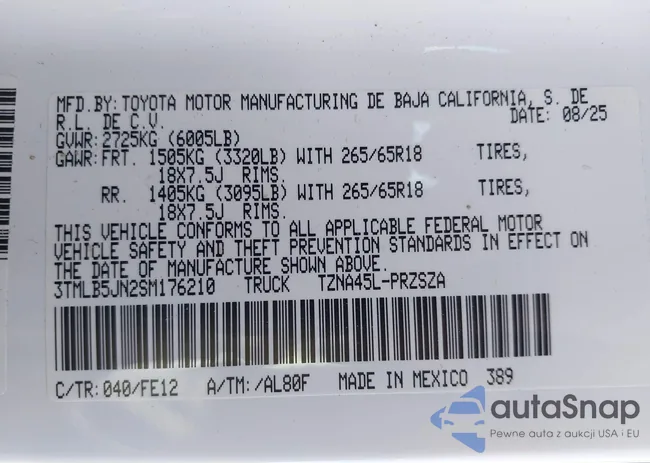 MFD.BY:TOYOTA MOTOR MANUFACTURING DE BAJA CALIFORNIA, S. DE
R.L. DE C.V. DATE: 08/25
GVWR:2725KG (6005LB)
GAWR:FRT. 1505KG (3320LB) WITH 265/65R18 TIRES,
18X7.5J RIMS.
RR. 1405KG (3095LB) WITH 265/65R18 TIRES,
18X7.5J RIMS.
THIS VEHICLE CONFORMS TO ALL APPLICABLE FEDERAL MOTOR
VEHICLE SAFETY AND THEFT PREVENTION STANDARDS IN EFFECT ON
THE DATE OF MANUFACTURE SHOWN ABOVE.
3TMLB5JN2SM176210 TRUCK TZNA45L-PRZSZA
C/TR:040/FE12 A/TM:/AL80F MADE IN MEXICO 389
autaSnap
Pewne auta z aukcji USA i EU